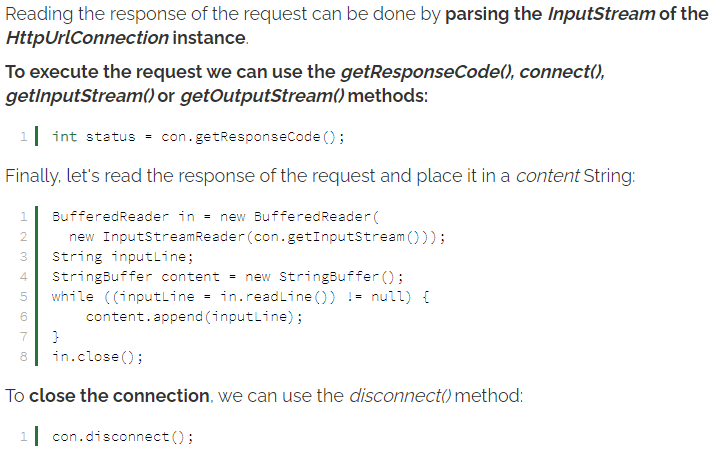 Reading the response of the request can be done by parsing the InputStream of the
HttpUrlConnection instance.
To execute the request we can use the getResponseCode(), connect(),
getInputStream() or getOutputStream() methods:
1 int status = con.getResponseCode();
Finally, let's read the response of the request and place it in a content String:
1 BufferedReader in = new BufferedReader(
2   new InputStreamReader(con.getInputStream()));
3 String inputLine;
4 StringBuffer content = new StringBuffer();
5 while ((inputLine = in.readLine()) != null) {
6     content.append(inputLine);
7 }
8 in.close();
To close the connection, we can use the disconnect() method:
1 con.disconnect();